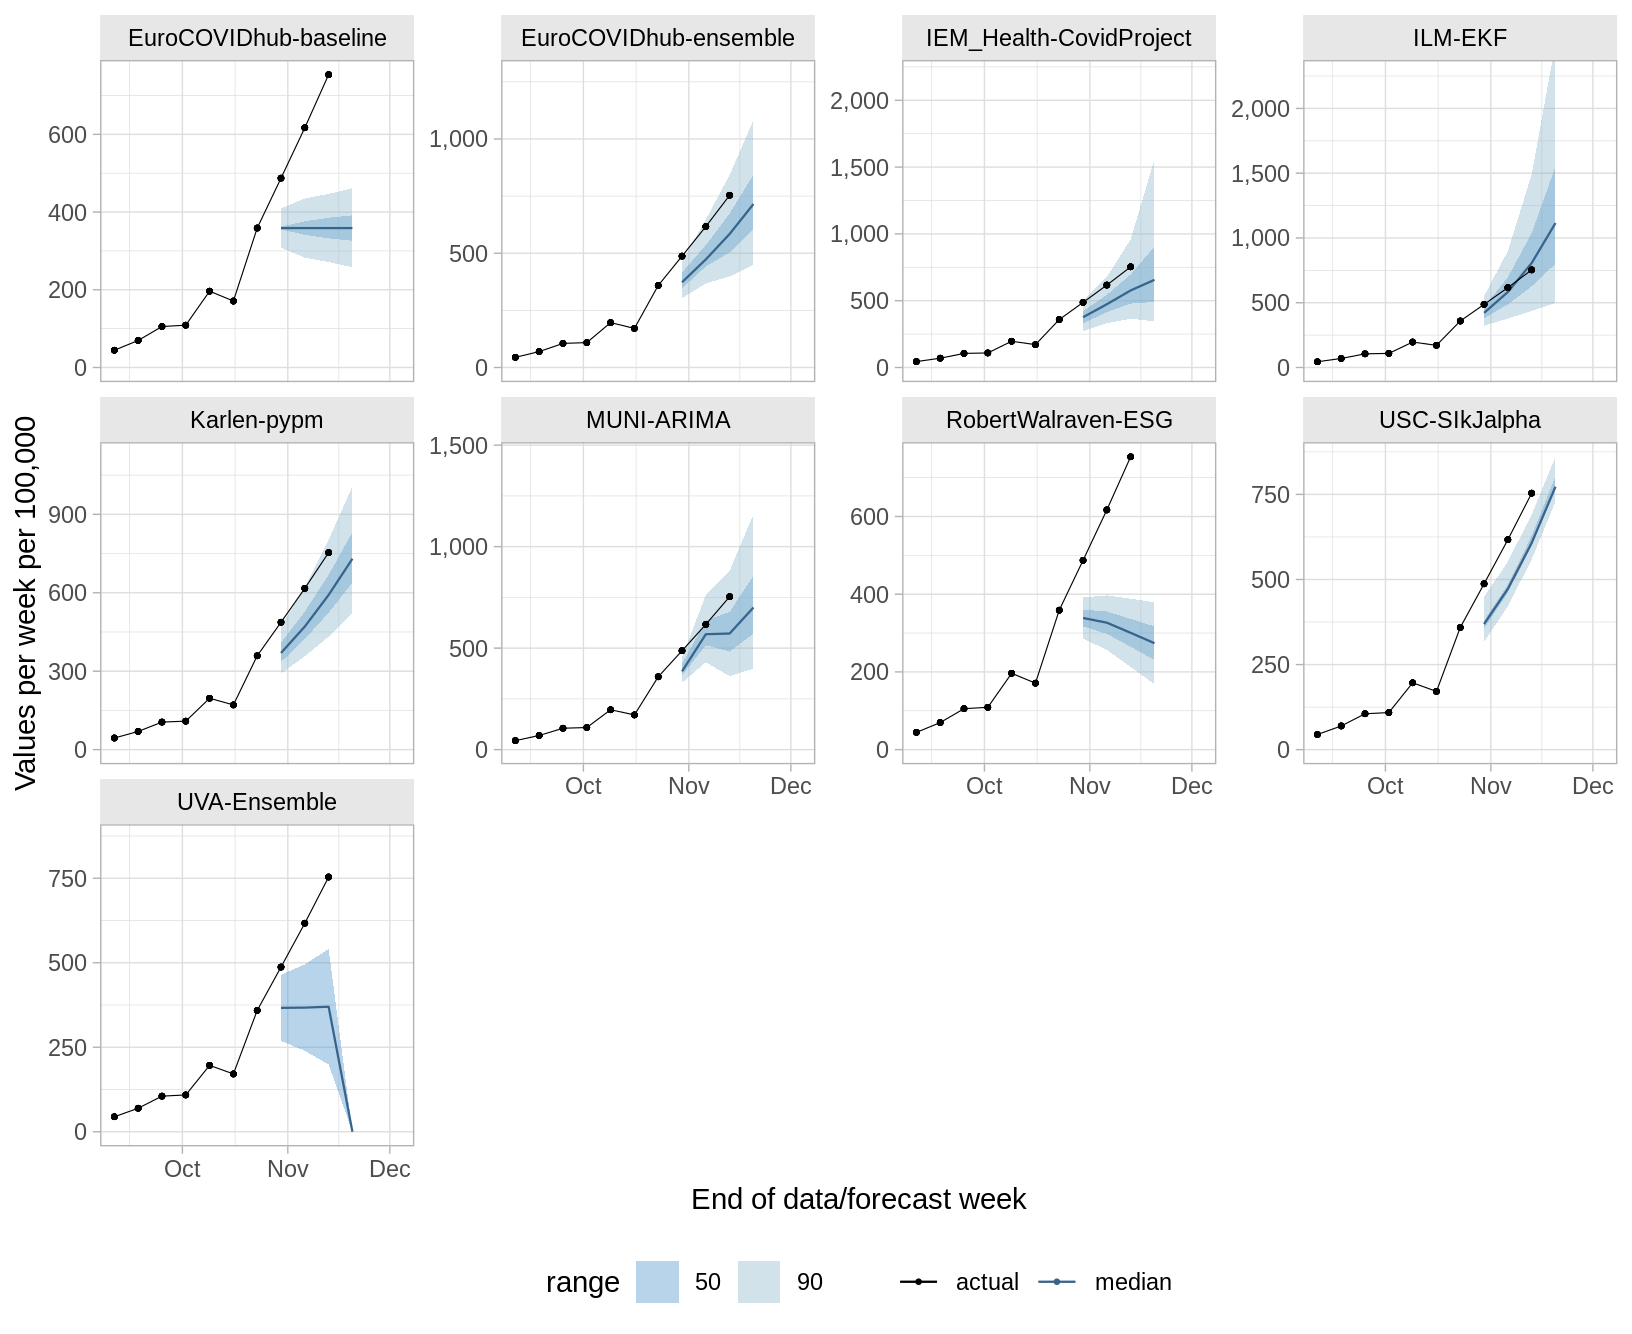 EuroCOVIDhub-baseline
EuroCOVIDhub-ensemble
IEM_Health-CovidProject
ILM-EKF
600
400
200
0
1,000
500
0
2,000
1,500
1,000
500
0
2,000
1,500
1,000
500
0
Karlen-pypm
MUNI-ARIMA
RobertWalraven-ESG
USC-SIkJalpha
Values per week per 100,000
900
600
300
0
1,500
1,000
500
0
Oct Nov Dec
600
400
200
0
Oct Nov Dec
750
500
250
0
Oct Nov Dec
UVA-Ensemble
750
500
250
0
Oct Nov Dec
End of data/forecast week
range 50 90 actual median